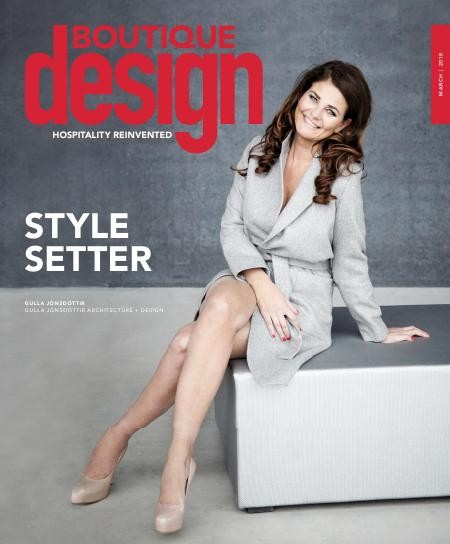 BOUTIQUE
design
HOSPITALITY REINVENTED
MARCH | 2018
STYLE
SETTER
GULLA JÓNSDÓTTIR
GULLA JÓNSDÓTTIR ARCHITECTURE + DESIGN